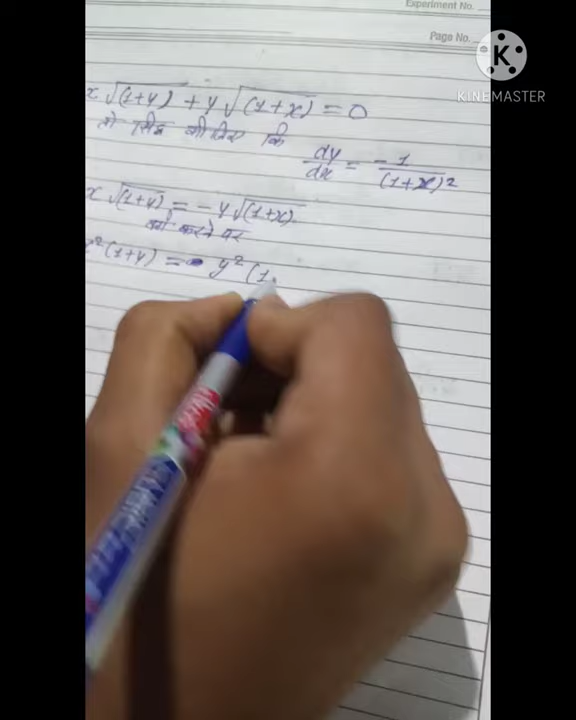 Experiment No.
Page No.
K
KINEMASTER
x√(1+y) + y√(1+x) = 0
से सिद्ध कीजिए कि
dy/dx = -1/(1+x)²
x√(1+y) = -y√(1+x)
वर्ग करने पर
x²(1+y) = y²(1